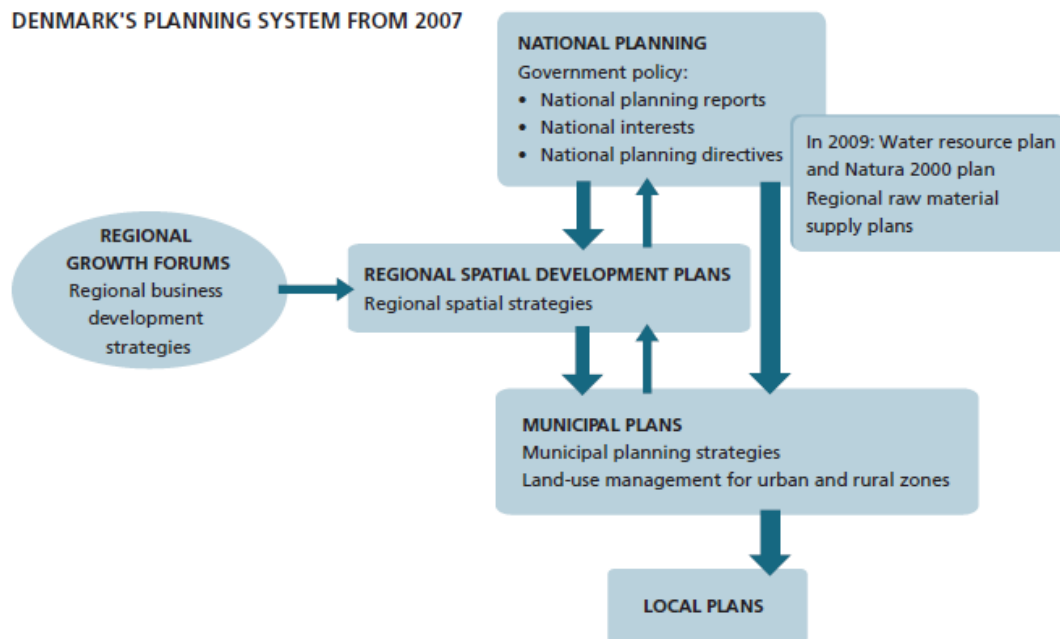 DENMARK'S PLANNING SYSTEM FROM 2007
NATIONAL PLANNING
Government policy:
• National planning reports
• National interests
• National planning directives
In 2009: Water resource plan
and Natura 2000 plan
Regional raw material
supply plans
REGIONAL
GROWTH FORUMS
Regional business
development
strategies
REGIONAL SPATIAL DEVELOPMENT PLANS
Regional spatial strategies
MUNICIPAL PLANS
Municipal planning strategies
Land-use management for urban and rural zones
LOCAL PLANS